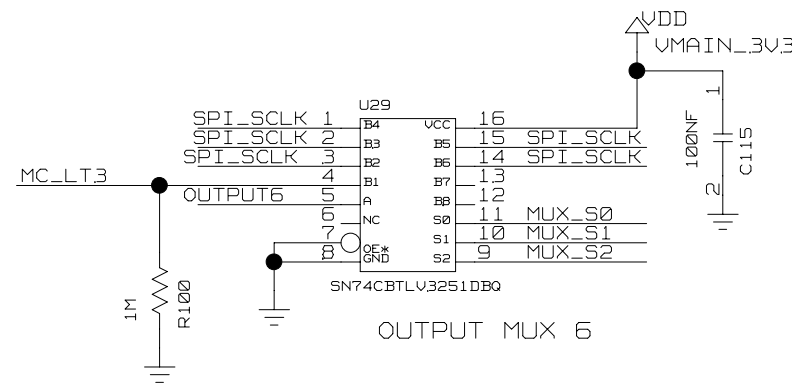 VDD
VMAIN_3V3
U29
SPI_SCLK 1 B4 VCC 16
SPI_SCLK 2 B3 B5 15 SPI_SCLK
SPI_SCLK 3 B2 B6 14 SPI_SCLK
MC_LT3 4 B1 B7 13
OUTPUT6 5 A B8 12
6 NC S0 11 MUX_S0
7 OE* S1 10 MUX_S1
8 GND S2 9 MUX_S2
SN74CBTLV3251DBQ
1
100NF
C115
2
1M
R100
OUTPUT MUX 6